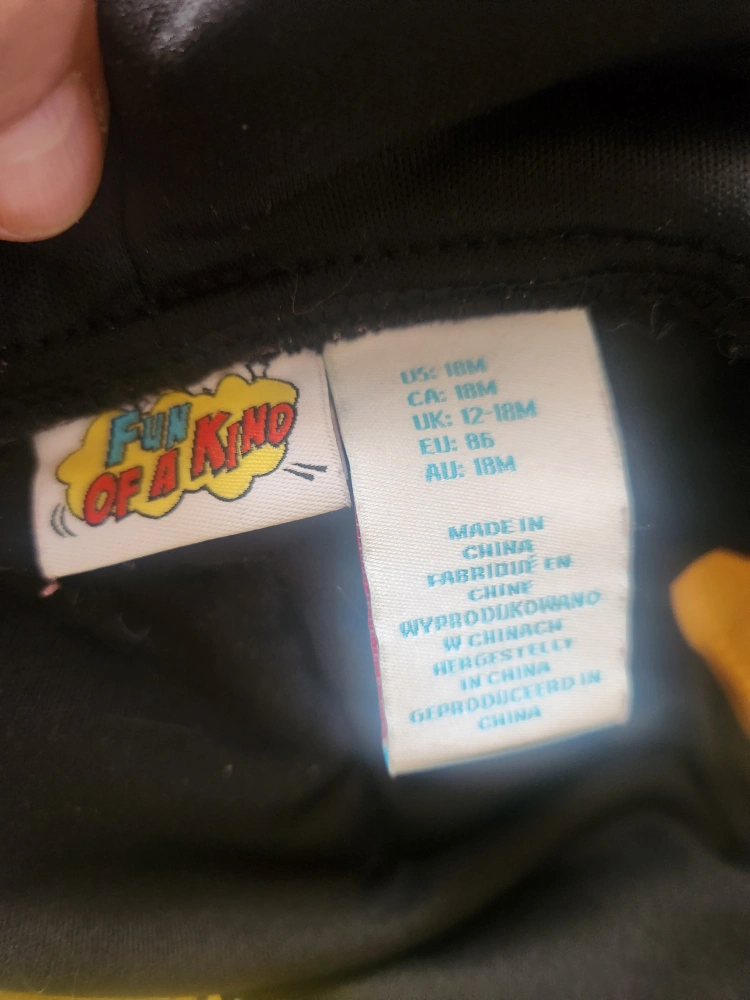 FUN
OF A KIND
US: 18M
CA: 18M
UK: 12-18M
EU: 86
AU: 18M
MADE IN
CHINA
FABRIQUÉ EN
CHINE
WYPRODUKOWANO
W CHINACH
HERGESTELLT
IN CHINA
GEPRODUCEERD IN
CHINA